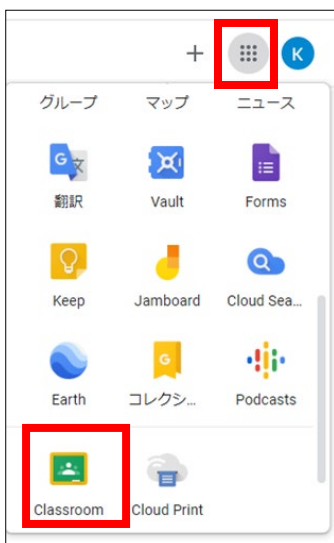 + K
グループ マップ ニュース
G 文
翻訳 Vault Forms
Keep Jamboard Cloud Sea...
G
Earth コレクシ... Podcasts
Classroom Cloud Print